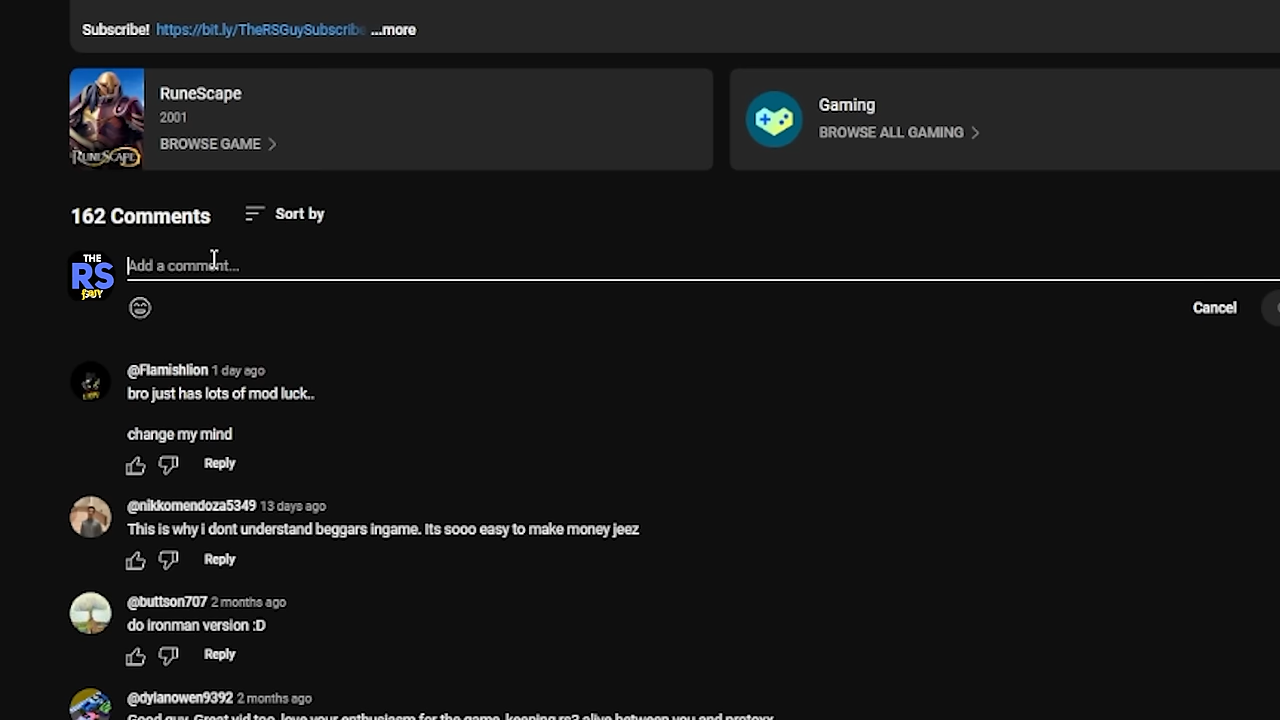 Subscribe! https://bit.ly/TheRSGuySubscribe ...more
RuneScape
2001
BROWSE GAME
RUNESCAPE
Gaming
BROWSE ALL GAMING
162 Comments
Sort by
THE
RS
GUY
Add a comment...
Cancel
@Flamishlion 1 day ago
bro just has lots of mod luck..
change my mind
Reply
@nikkomendoza5349 13 days ago
This is why i dont understand beggars ingame. Its sooo easy to make money jeez
Reply
@buttson707 2 months ago
do ironman version :D
Reply
@dylanowen9392 2 months ago
Good guy. Great vid too, love your enthusiasm for the game, keeping rs3 alive between you and protoxx